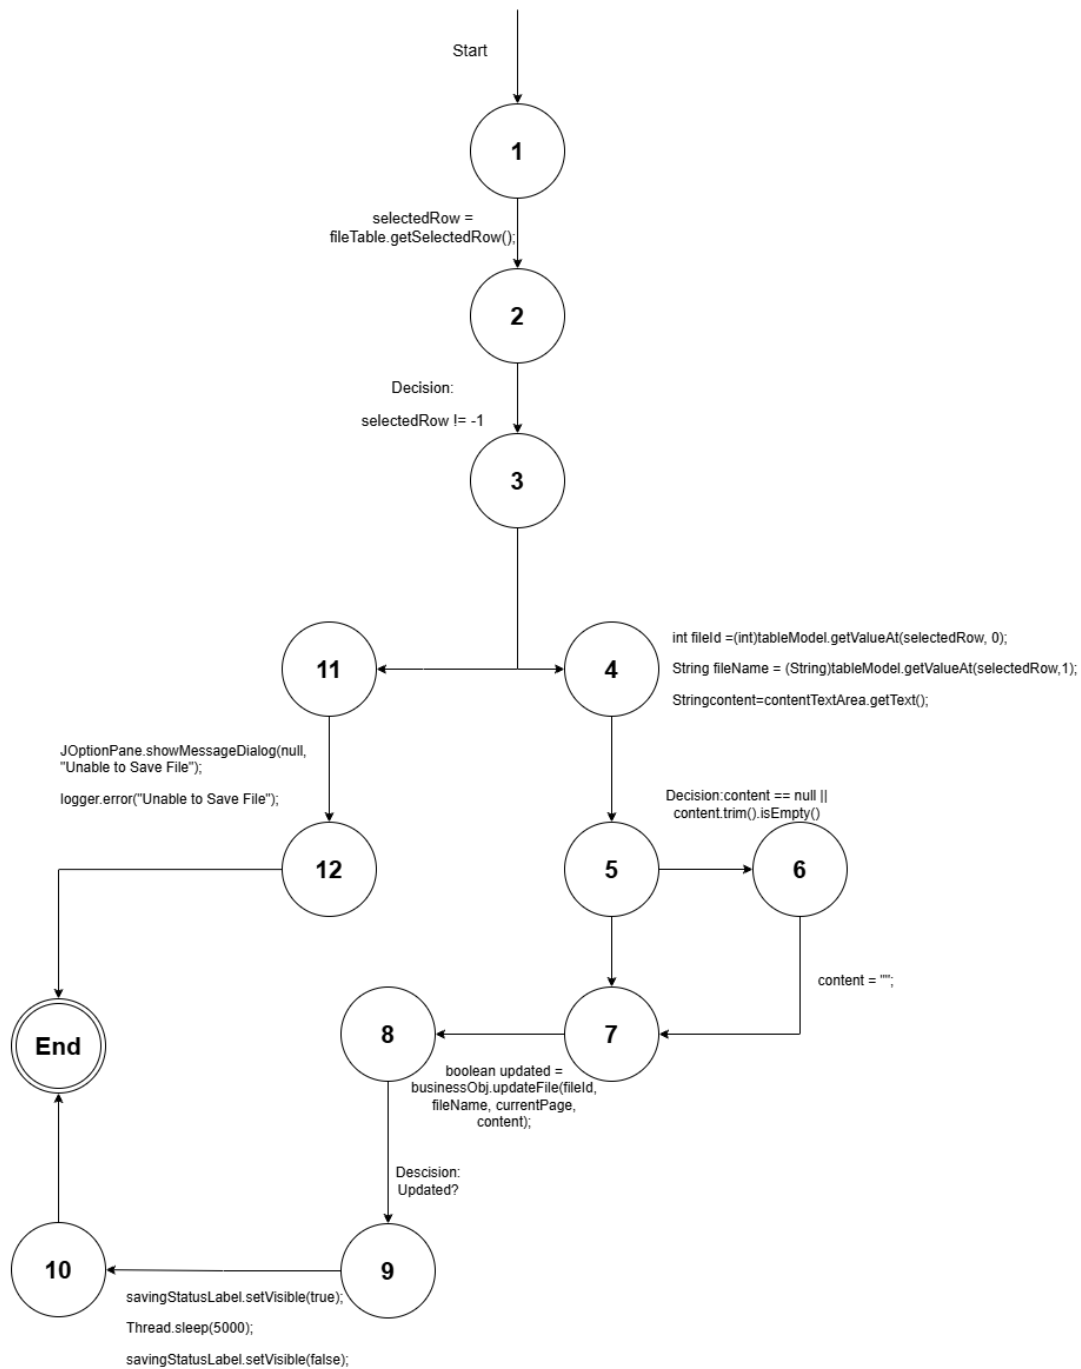 Start
1
selectedRow =
fileTable.getSelectedRow();
2
Decision:
selectedRow != -1
3
11
4
int fileId =(int)tableModel.getValueAt(selectedRow, 0);
String fileName = (String)tableModel.getValueAt(selectedRow,1);
Stringcontent=contentTextArea.getText();
JOptionPane.showMessageDialog(null,
"Unable to Save File");
logger.error("Unable to Save File");
Decision:content == null ||
content.trim().isEmpty()
12
5
6
content = "";
End
8
7
boolean updated =
businessObj.updateFile(fileId,
fileName, currentPage,
content);
Descision:
Updated?
10
9
savingStatusLabel.setVisible(true);
Thread.sleep(5000);
savingStatusLabel.setVisible(false);